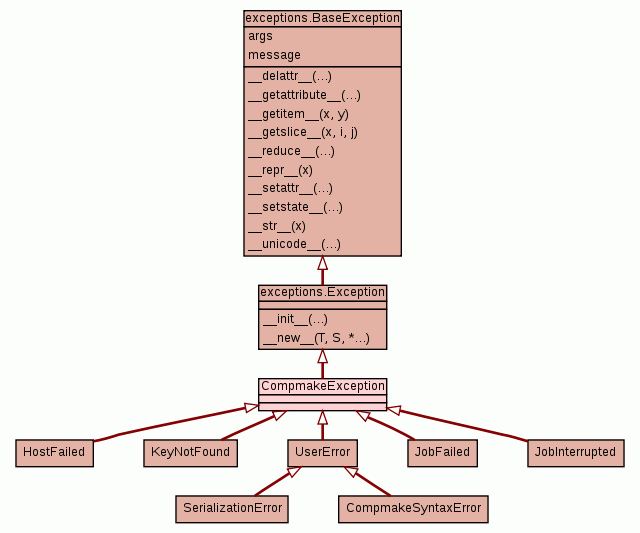 exceptions.BaseException
args
message
__delattr__(...)
__getattribute__(...)
__getitem__(x, y)
__getslice__(x, i, j)
__reduce__(...)
__repr__(x)
__setattr__(...)
__setstate__(...)
__str__(x)
__unicode__(...)
exceptions.Exception
__init__(...)
__new__(T, S, *...)
CompmakeException
HostFailed
KeyNotFound
UserError
JobFailed
JobInterrupted
SerializationError
CompmakeSyntaxError